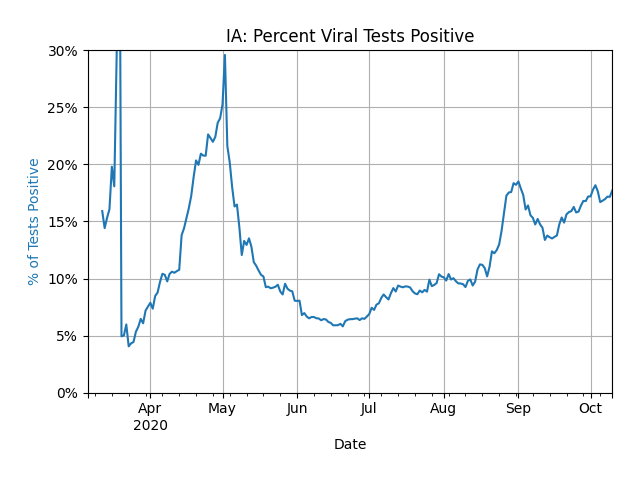 IA: Percent Viral Tests Positive
30%
25%
20%
15%
10%
5%
0%
% of Tests Positive
Apr May Jun Jul Aug Sep Oct
2020
Date